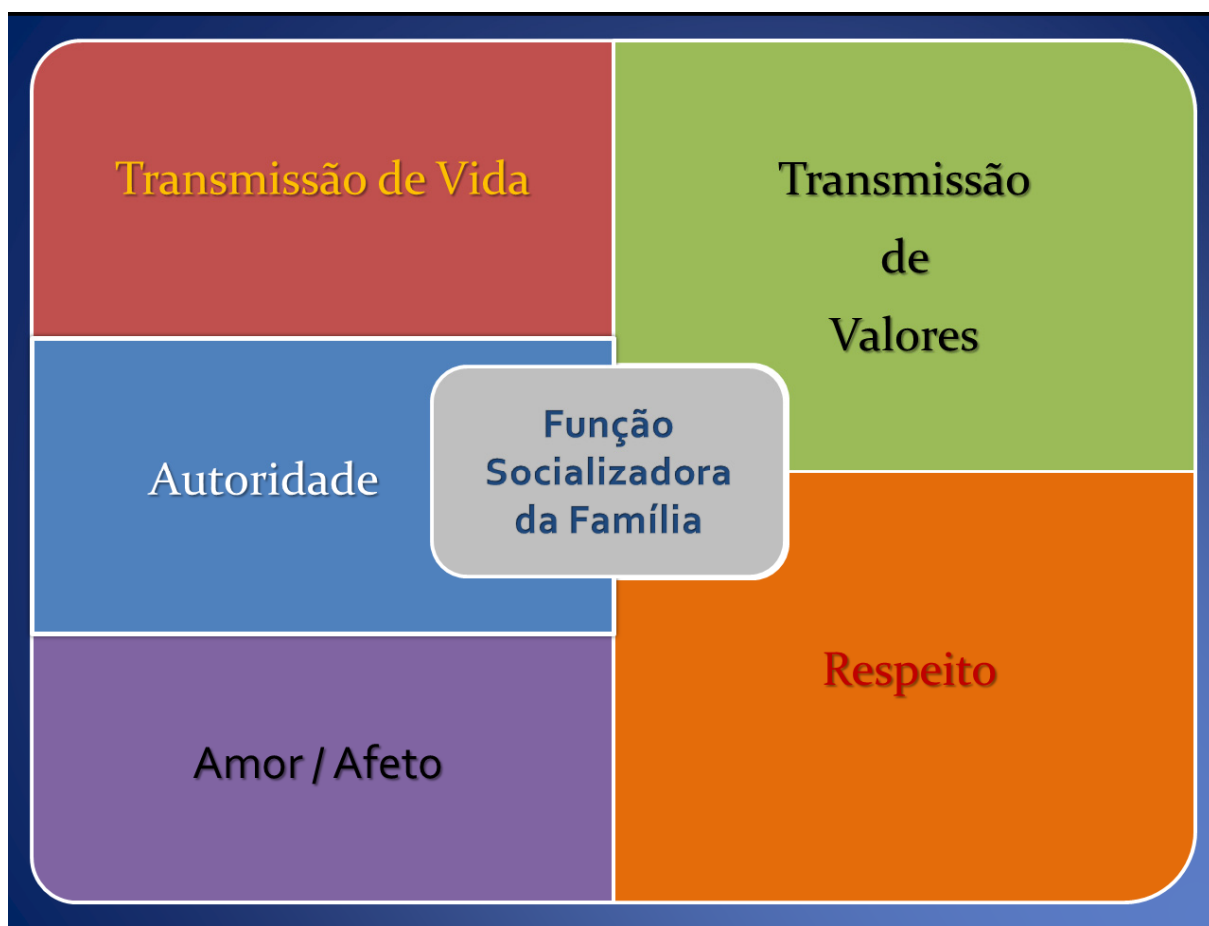 Transmissão de Vida
Transmissão
de
Valores
Autoridade
Função
Socializadora
da Família
Respeito
Amor / Afeto